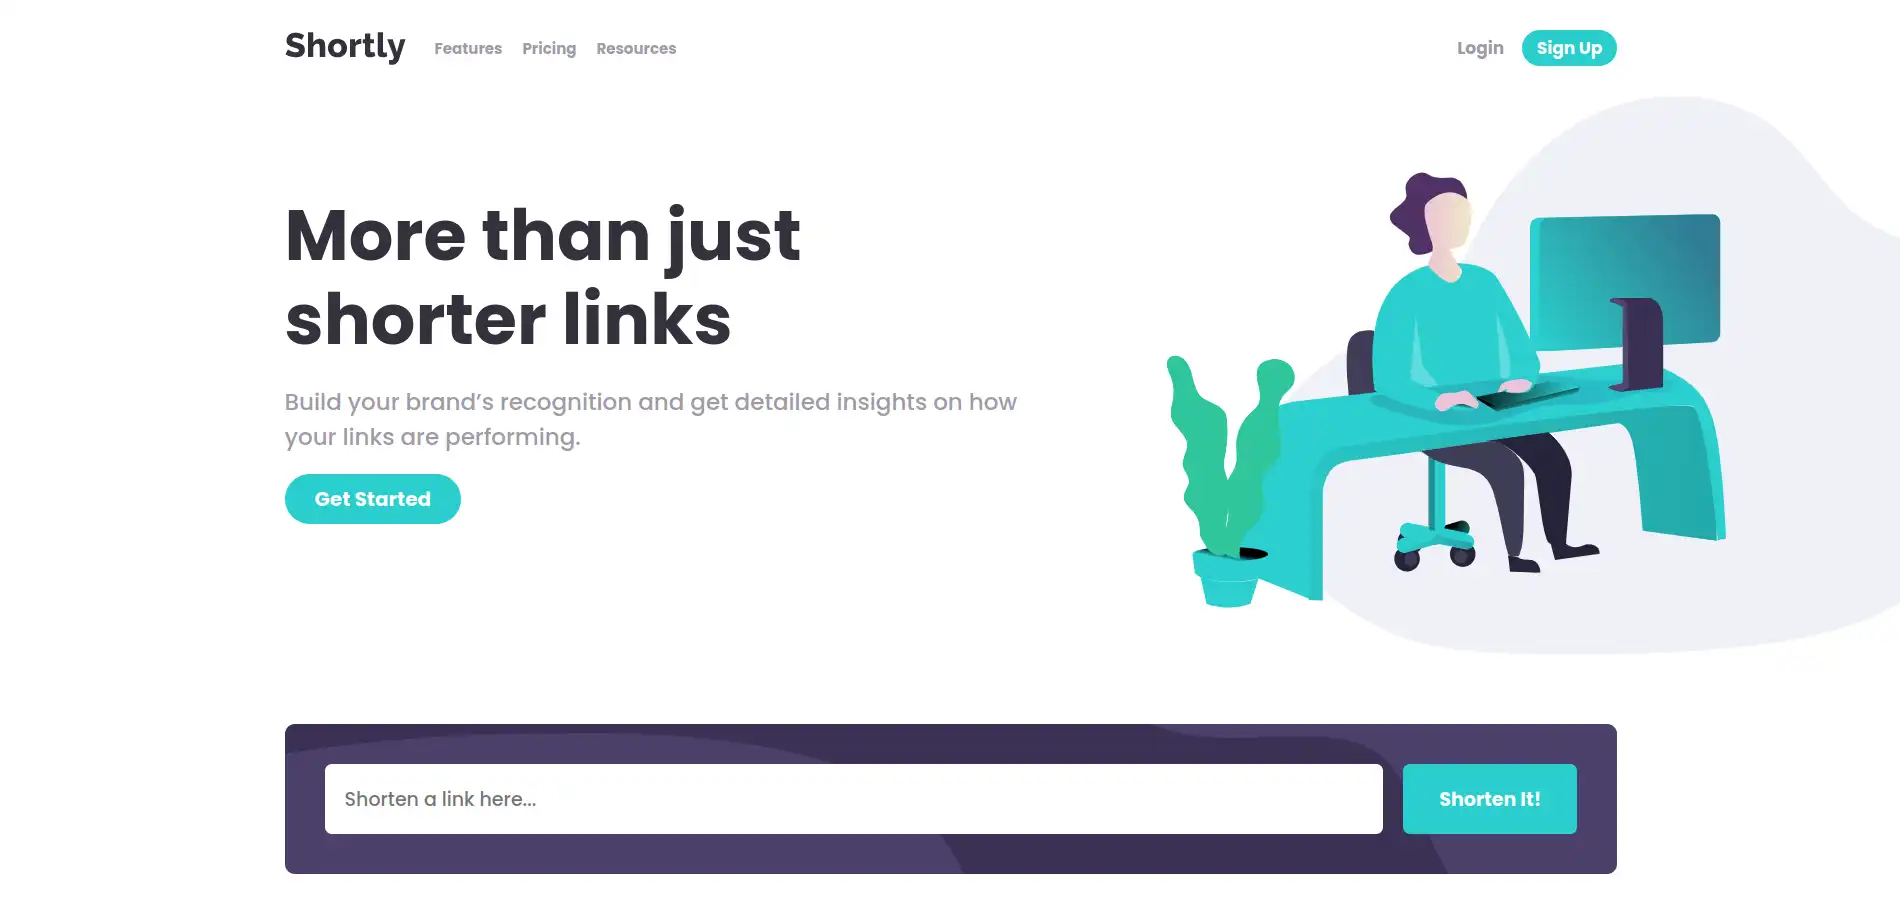 Shortly
Features
Pricing
Resources
Login
Sign Up
More than just
shorter links
Build your brand’s recognition and get detailed insights on how
your links are performing.
Get Started
Shorten a link here...
Shorten It!